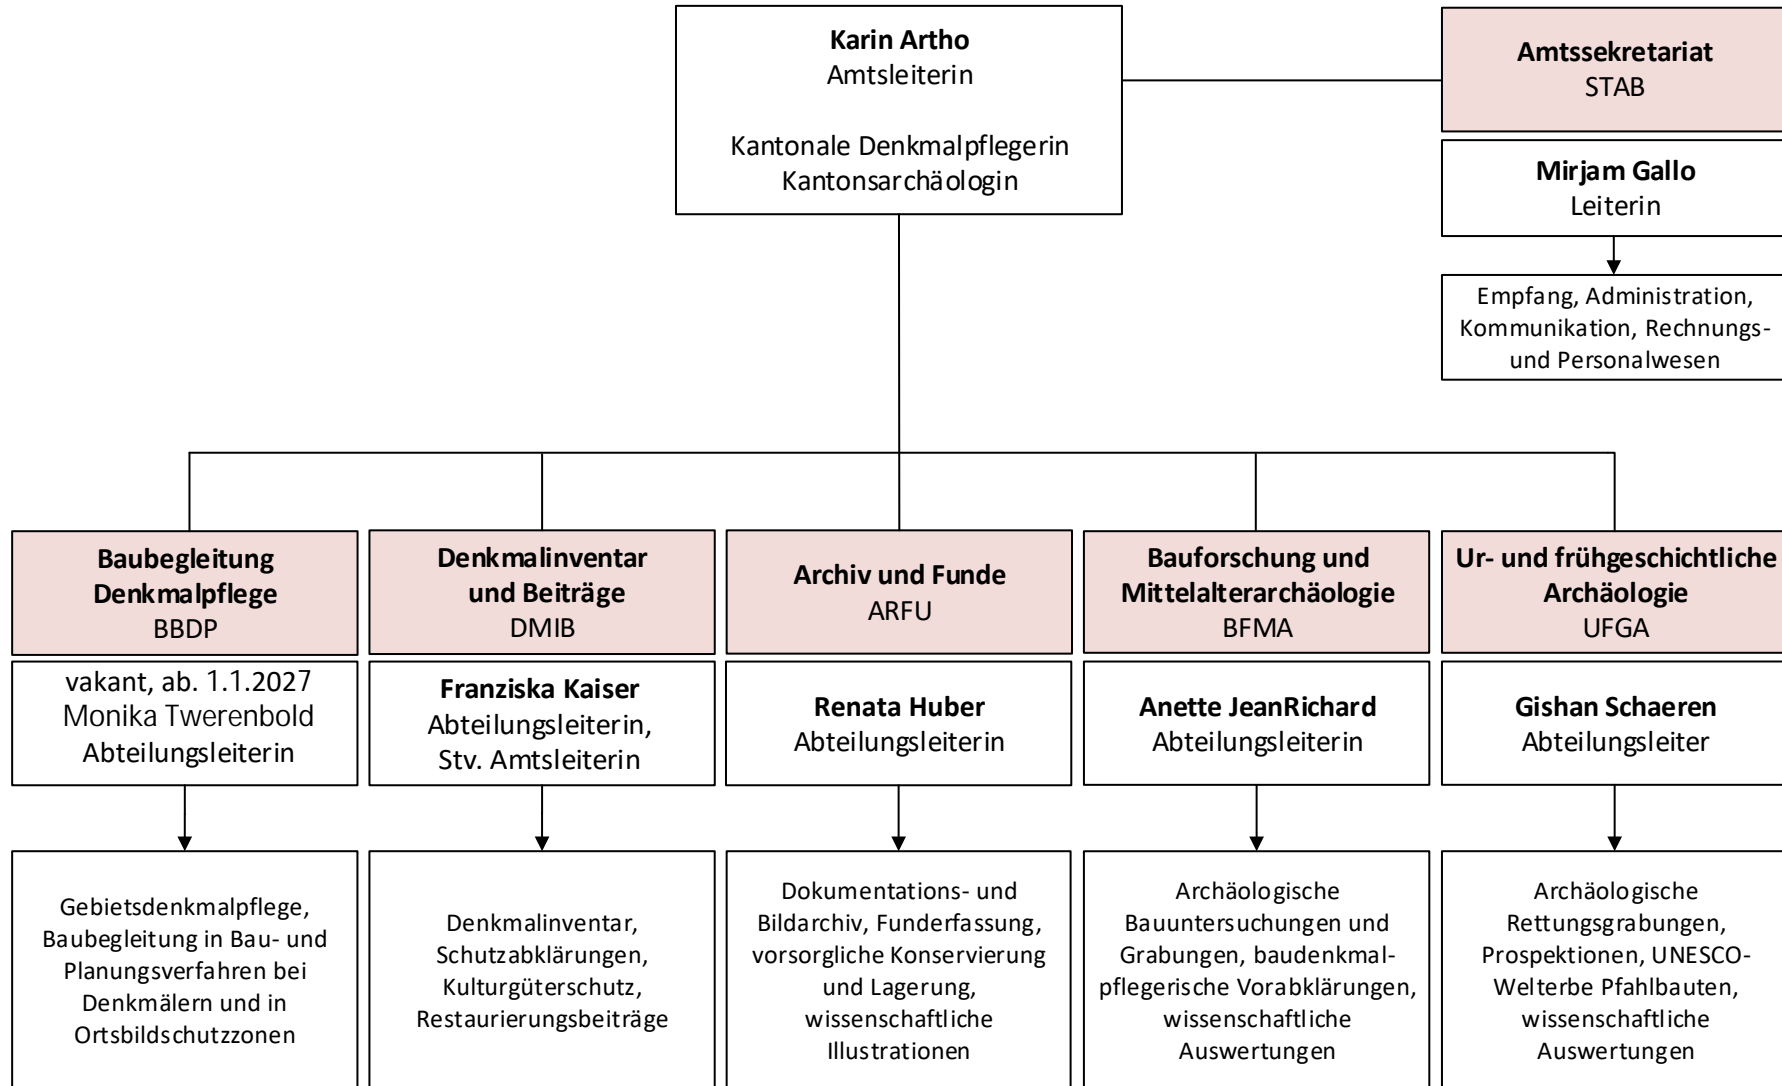 Karin Artho
Amtsleiterin
Kantonale Denkmalpflegerin
Kantonsarchäologin
Amtssekretariat
STAB
Mirjam Gallo
Leiterin
Empfang, Administration,
Kommunikation, Rechnungs-
und Personalwesen
Baubegleitung
Denkmalpflege
BBDP
vakant, ab. 1.1.2027
Monika Twerenbold
Abteilungsleiterin
Gebietsdenkmalpflege,
Baubegleitung in Bau- und
Planungsverfahren bei
Denkmälern und in
Ortsbildschutzzonen
Denkmalinventar
und Beiträge
DMIB
Franziska Kaiser
Abteilungsleiterin,
Stv. Amtsleiterin
Denkmalinventar,
Schutzabklärungen,
Kulturgüterschutz,
Restaurierungsbeiträge
Archiv und Funde
ARFU
Renata Huber
Abteilungsleiterin
Dokumentations- und
Bildarchiv, Funderfassung,
vorsorgliche Konservierung
und Lagerung,
wissenschaftliche
Illustrationen
Bauforschung und
Mittelalterarchäologie
BFMA
Anette JeanRichard
Abteilungsleiterin
Archäologische
Bauuntersuchungen und
Grabungen, baudenkmal-
pflegerische Vorabklärungen,
wissenschaftliche
Auswertungen
Ur- und frühgeschichtliche
Archäologie
UFGA
Gishan Schaeren
Abteilungsleiter
Archäologische
Rettungsgrabungen,
Prospektionen, UNESCO-
Welterbe Pfahlbauten,
wissenschaftliche
Auswertungen